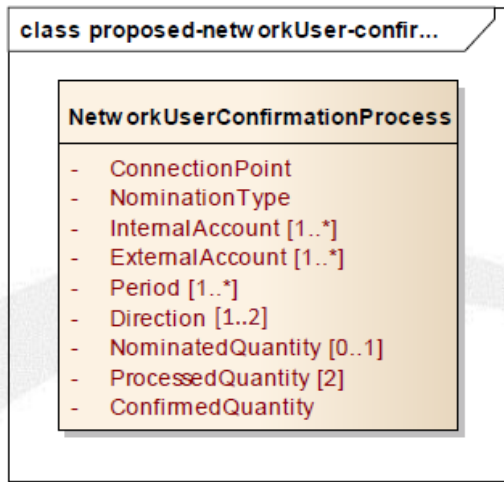 class proposed-networkUser-confir...
NetworkUserConfirmationProcess
- ConnectionPoint
- NominationType
- InternalAccount [1..*]
- ExternalAccount [1..*]
- Period [1..*]
- Direction [1..2]
- NominatedQuantity [0..1]
- ProcessedQuantity [2]
- ConfirmedQuantity